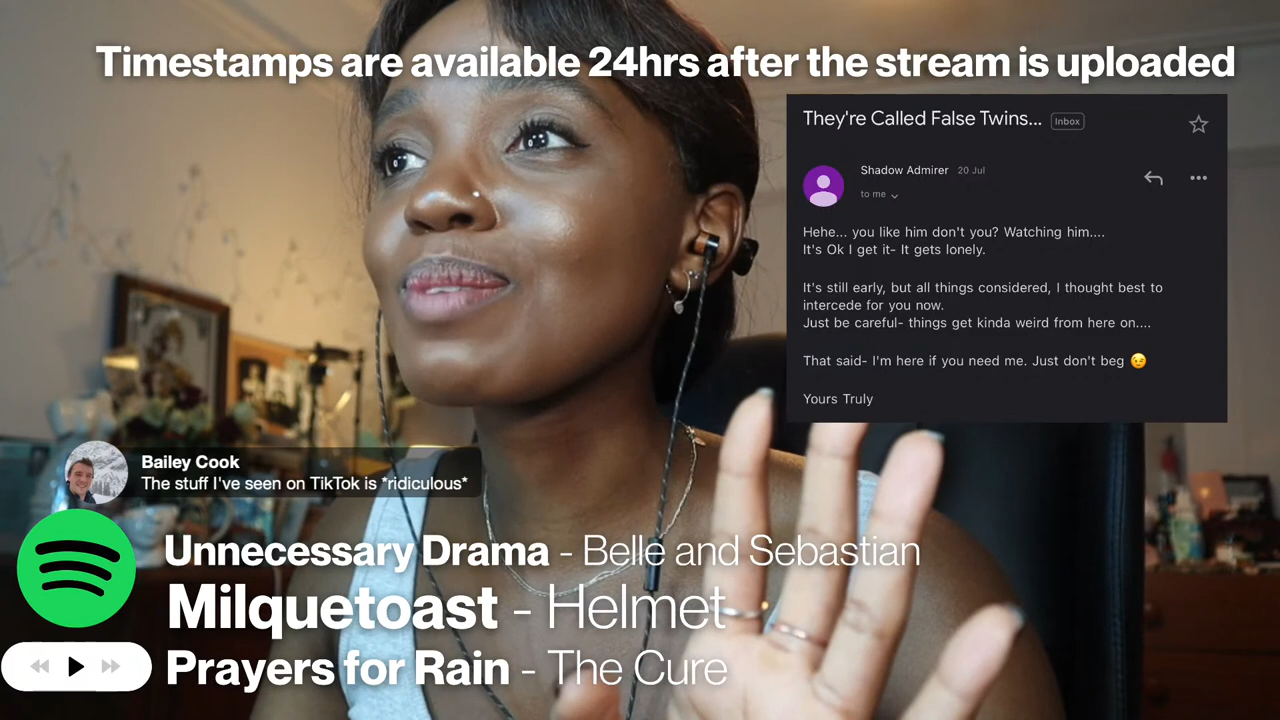 Timestamps are available 24hrs after the stream is uploaded
They're Called False Twins... Inbox
Shadow Admirer 20 Jul
to me
Hehe... you like him don't you? Watching him....
It's Ok I get it- It gets lonely.
It's still early, but all things considered, I thought best to
intercede for you now.
Just be careful- things get kinda weird from here on....
That said- I'm here if you need me. Just don't beg 😉
Yours Truly
Bailey Cook
The stuff I've seen on TikTok is *ridiculous*
Unnecessary Drama - Belle and Sebastian
Milquetoast - Helmet
Prayers for Rain - The Cure